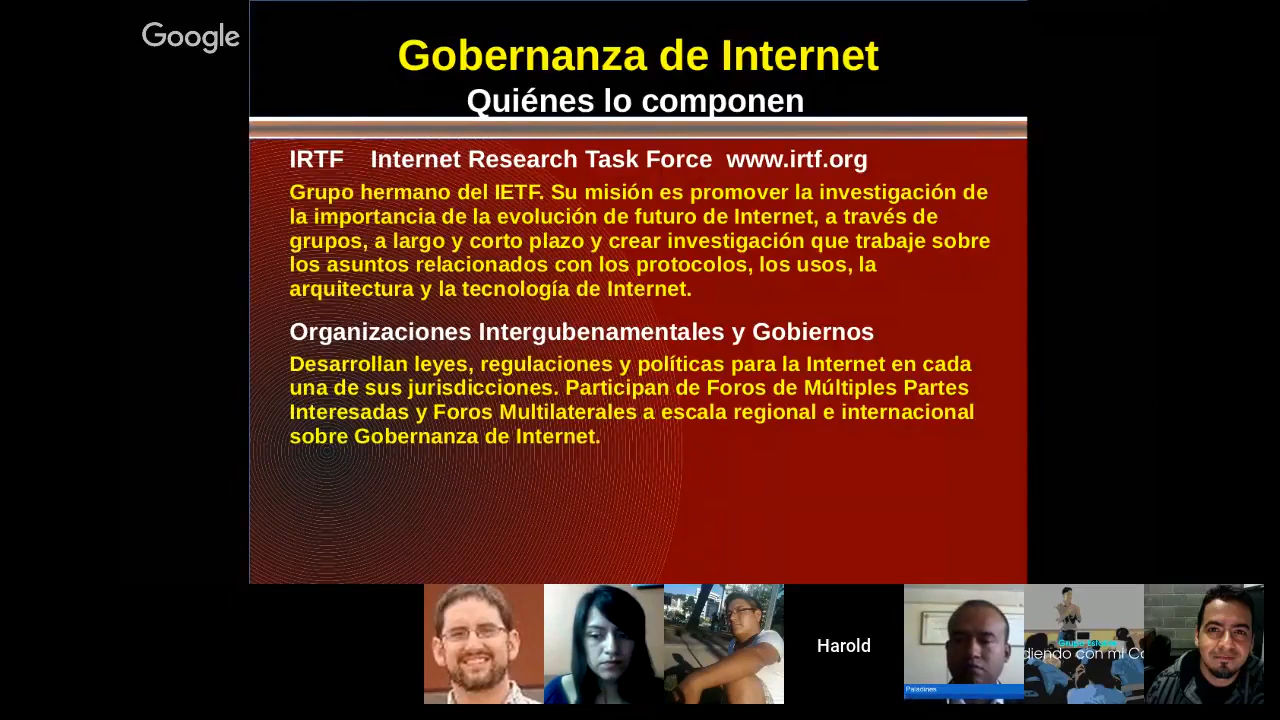 Google
Gobernanza de Internet
Quiénes lo componen
IRTF Internet Research Task Force www.irtf.org
Grupo hermano del IETF. Su misión es promover la investigación de
la importancia de la evolución de futuro de Internet, a través de
grupos, a largo y corto plazo y crear investigación que trabaje sobre
los asuntos relacionados con los protocolos, los usos, la
arquitectura y la tecnología de Internet.
Organizaciones Intergubenamentales y Gobiernos
Desarrollan leyes, regulaciones y políticas para la Internet en cada
una de sus jurisdicciones. Participan de Foros de Múltiples Partes
Interesadas y Foros Multilaterales a escala regional e internacional
sobre Gobernanza de Internet.
Harold
Paladines
Grupo Eslared
diendo con mi Co